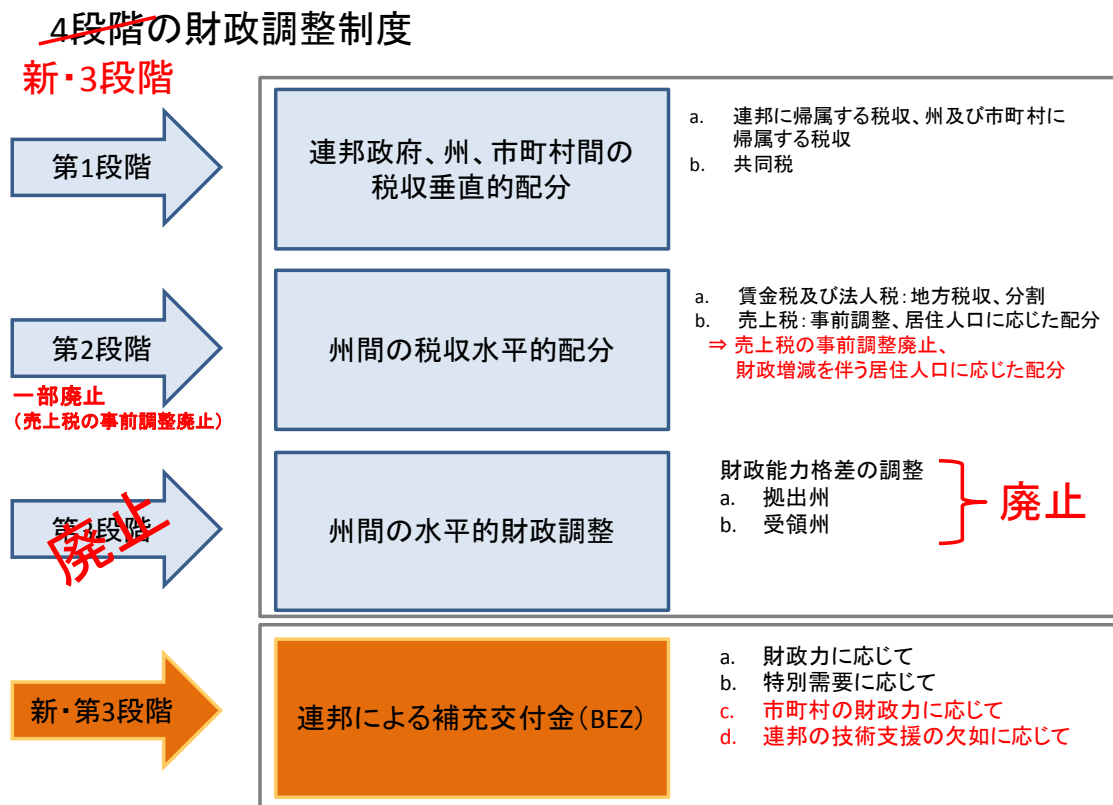 4段階の財政調整制度
新・3段階
第1段階
連邦政府、州、市町村間の
税収垂直的配分
a. 連邦に帰属する税収、州及び市町村に
帰属する税収
b. 共同税
第2段階
一部廃止
(売上税の事前調整廃止)
州間の税収水平的配分
a. 賃金税及び法人税:地方税収、分割
b. 売上税:事前調整、居住人口に応じた配分
⇒ 売上税の事前調整廃止、
財政増減を伴う居住人口に応じた配分
第3段階
廃止
州間の水平的財政調整
財政能力格差の調整
a. 拠出州
b. 受領州
廃止
新・第3段階
連邦による補充交付金(BEZ)
a. 財政力に応じて
b. 特別需要に応じて
c. 市町村の財政力に応じて
d. 連邦の技術支援の欠如に応じて